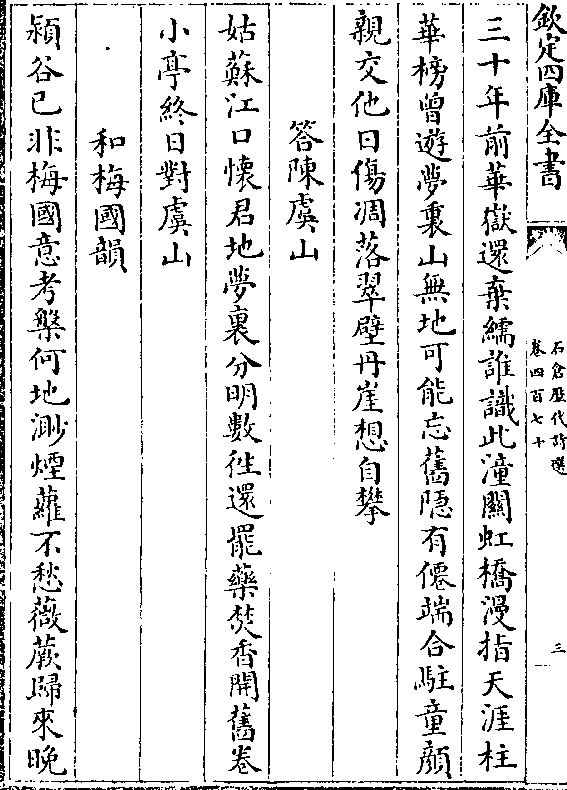 欽定四庫全書
石倉歷代詩選
卷四百七十
三
三十年前華嶽還棄繻誰識此潼關虹橋漫指天涯柱
華榜曾遊夢裏山無地可能忘舊隠有僊端合駐童顔
親交他日傷凋落翠壁丹崖想自攀
答陳虞山
姑蘇江口懷君地夢裏分明數徃還罷藥焚香開舊卷
小亭終日對虞山
和梅國韻
潁谷已非梅國意考槃何地渺煙蘿不愁薇蕨歸來晚